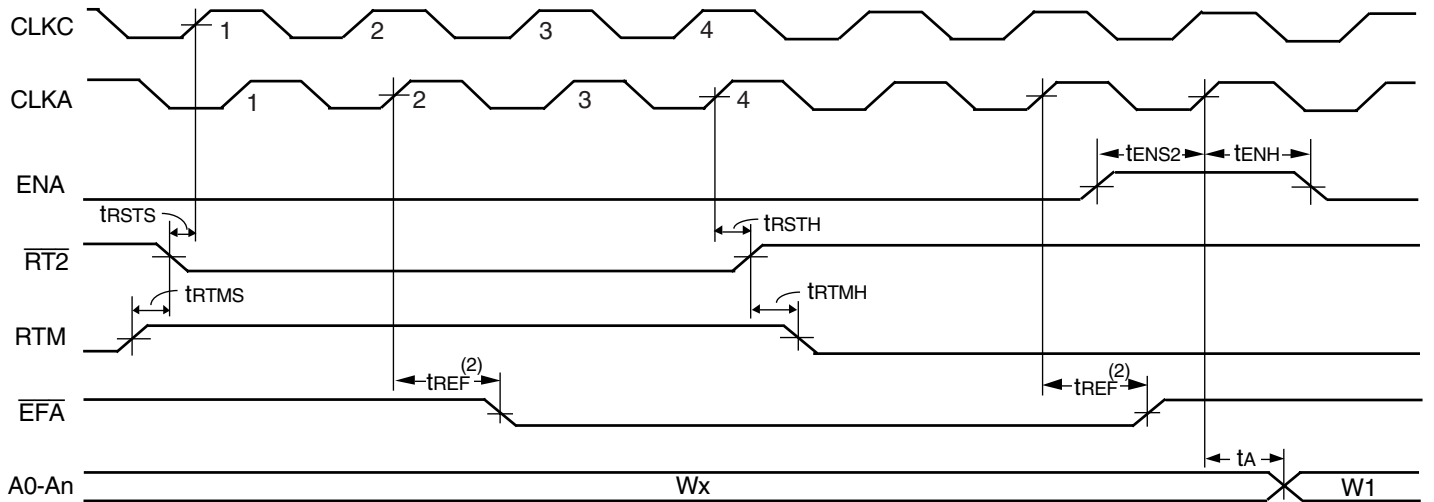 CLKC 1 2 3 4
CLKA 1 2 3 4
tENS2 tENH
ENA
tRSTS tRSTH
RT2
tRTMS tRTMH
RTM
tREF(2) tREF(2)
EFA
tA
A0-An Wx W1